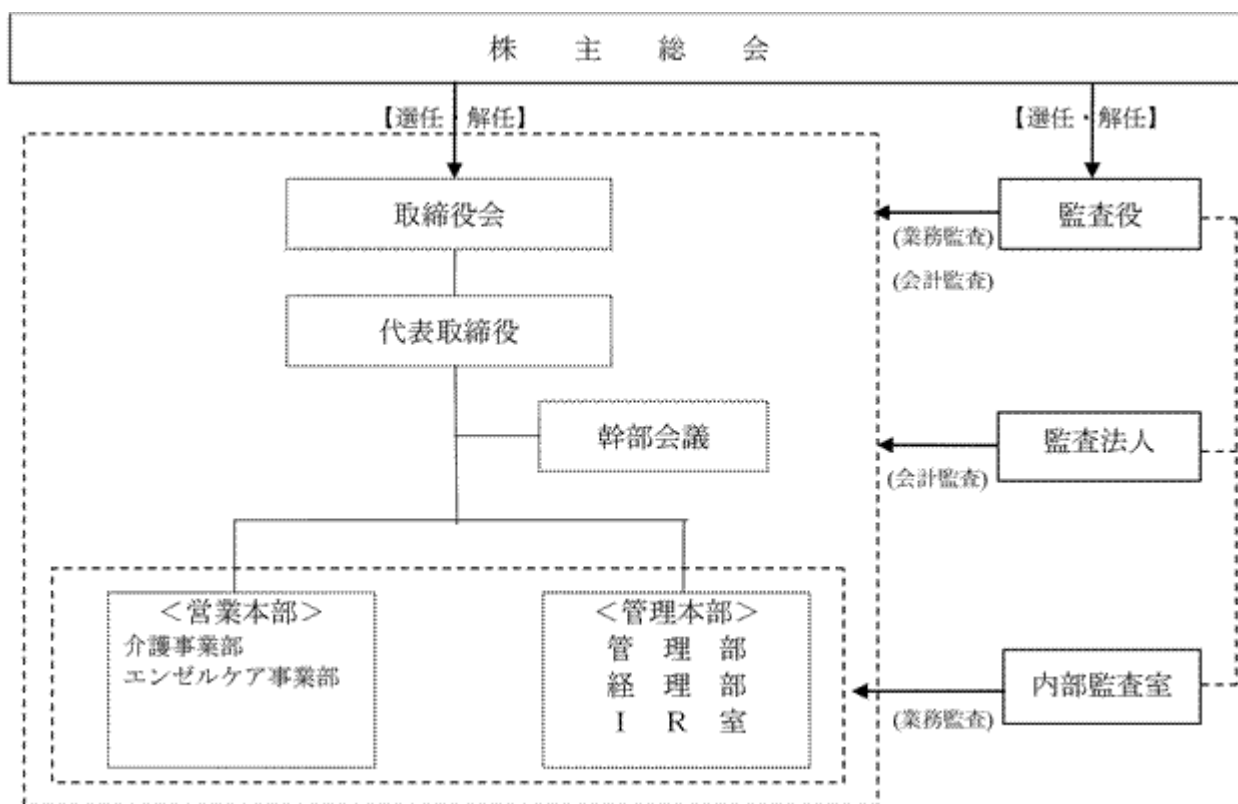 株　主　総　会
【選任・解任】
【選任・解任】
取締役会
監査役
(業務監査)
(会計監査)
代表取締役
幹部会議
監査法人
(会計監査)
＜営業本部＞
介護事業部
エンゼルケア事業部
＜管理本部＞
管　理　部
経　理　部
Ｉ　Ｒ　室
内部監査室
(業務監査)